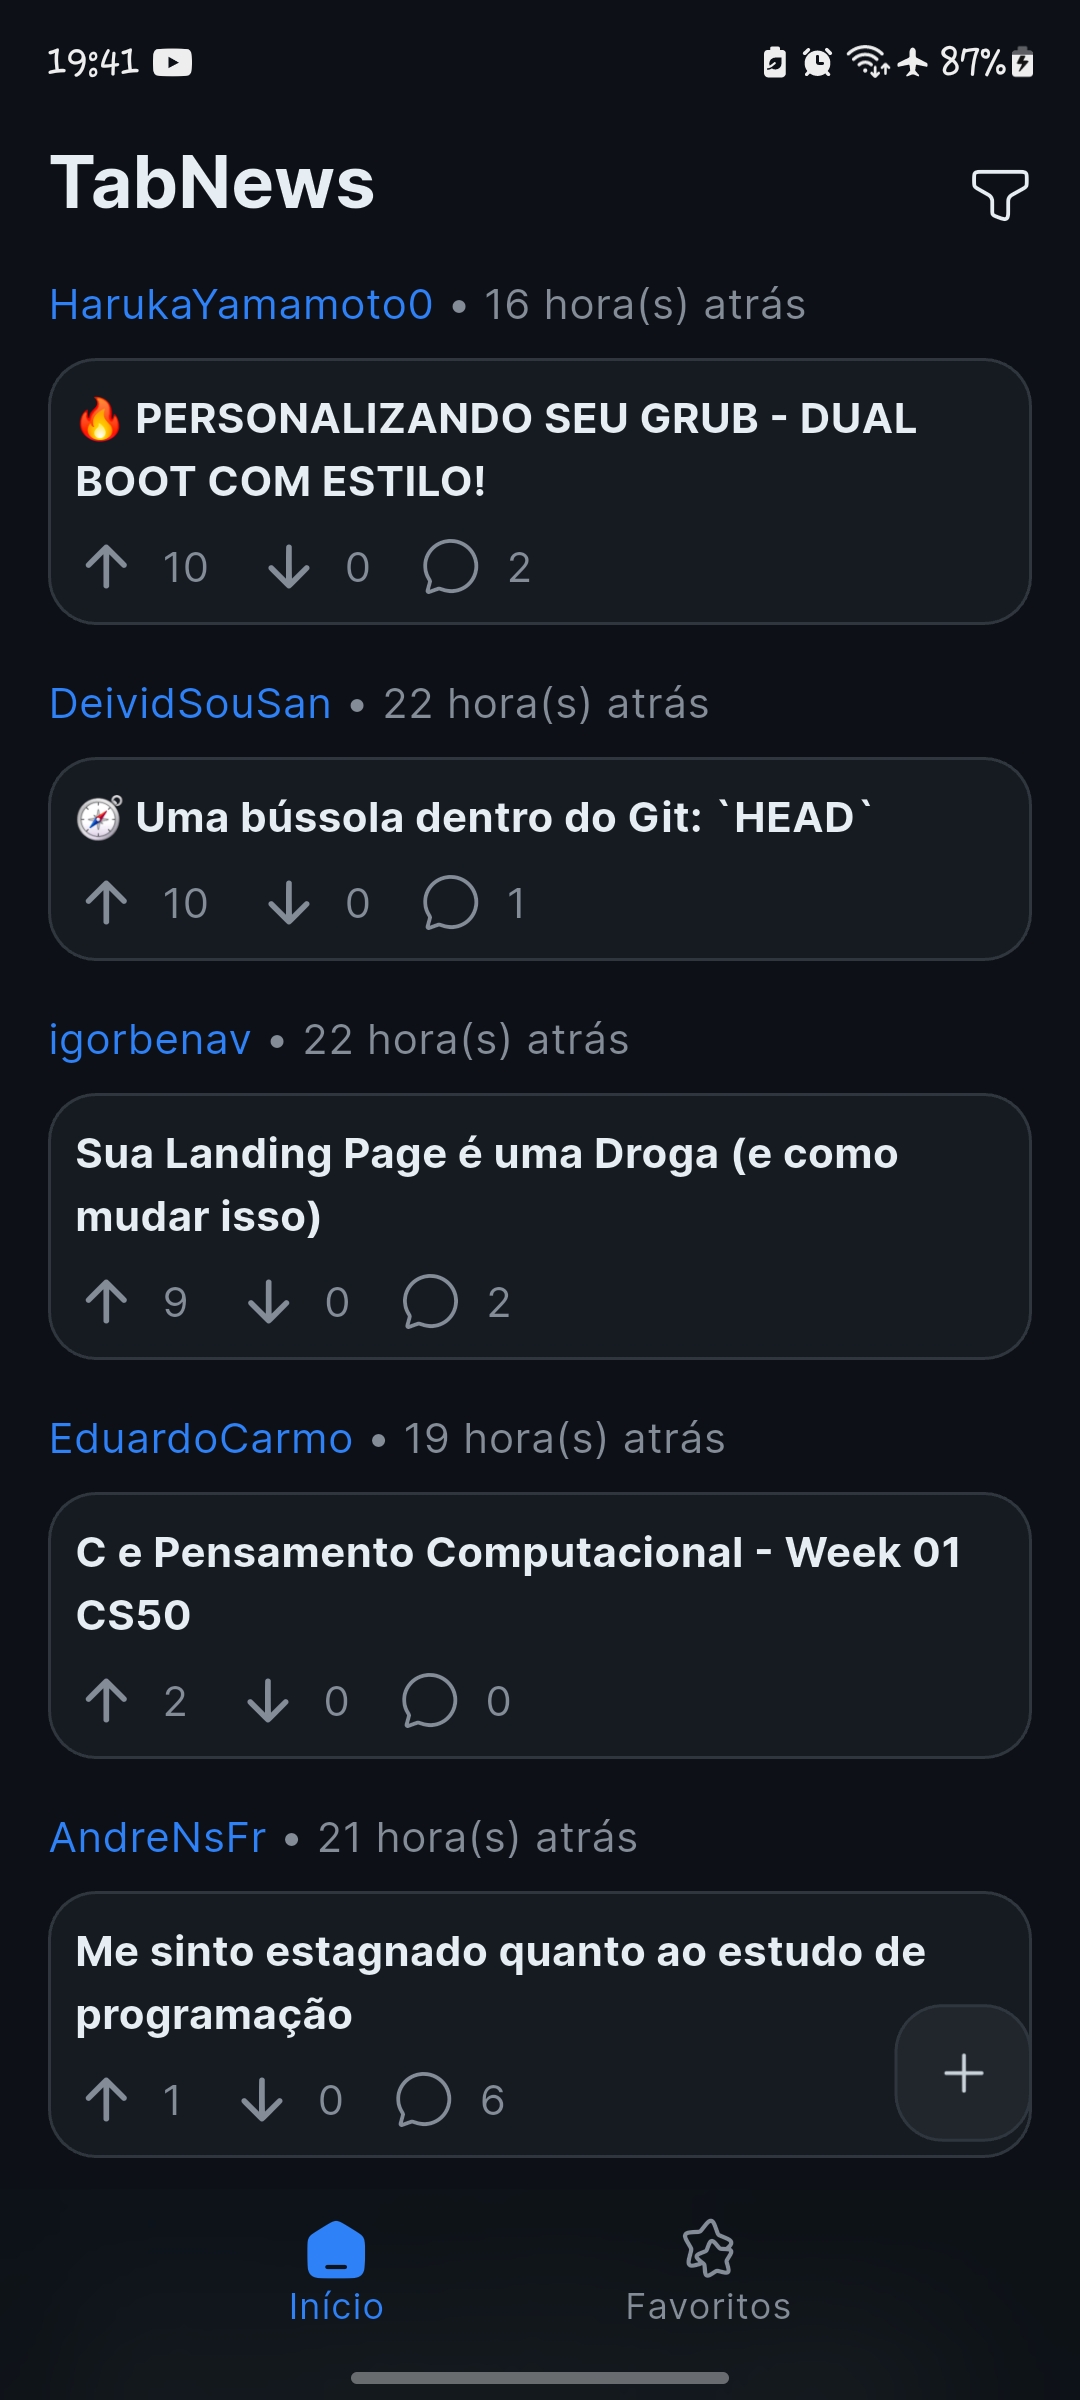 19:41
87%
TabNews
HarukaYamamoto0 • 16 hora(s) atrás
🔥 PERSONALIZANDO SEU GRUB - DUAL
BOOT COM ESTILO!
10 0 2
DeividSouSan • 22 hora(s) atrás
🧭 Uma bússola dentro do Git: `HEAD`
10 0 1
igorbenav • 22 hora(s) atrás
Sua Landing Page é uma Droga (e como
mudar isso)
9 0 2
EduardoCarmo • 19 hora(s) atrás
C e Pensamento Computacional - Week 01
CS50
2 0 0
AndreNsFr • 21 hora(s) atrás
Me sinto estagnado quanto ao estudo de
programação
1 0 6
Início
Favoritos